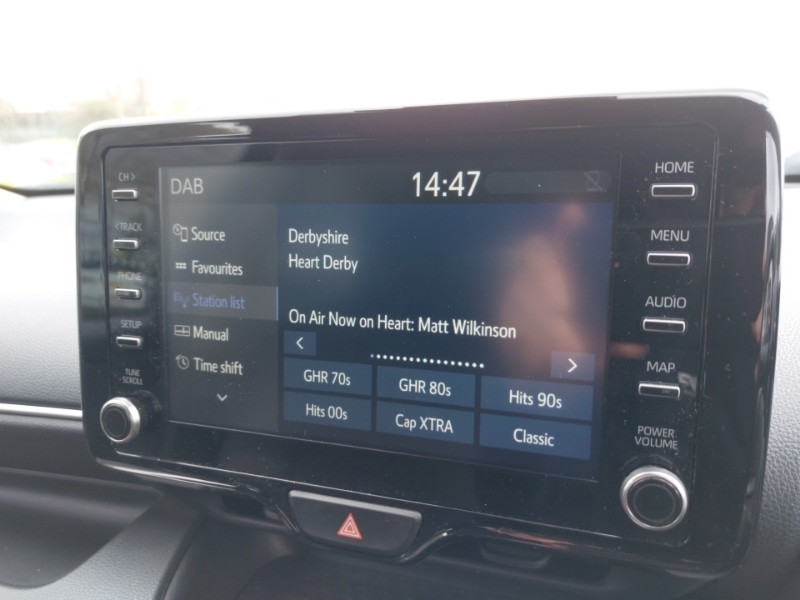 CH >
< TRACK
PHONE
SETUP
TUNE
·SCROLL
DAB
14:47
Source
Favourites
Station list
Manual
Time shift
Derbyshire
Heart Derby
On Air Now on Heart: Matt Wilkinson
<
>
GHR 70s
GHR 80s
Hits 90s
Hits 00s
Cap XTRA
Classic
HOME
MENU
AUDIO
MAP
POWER
VOLUME